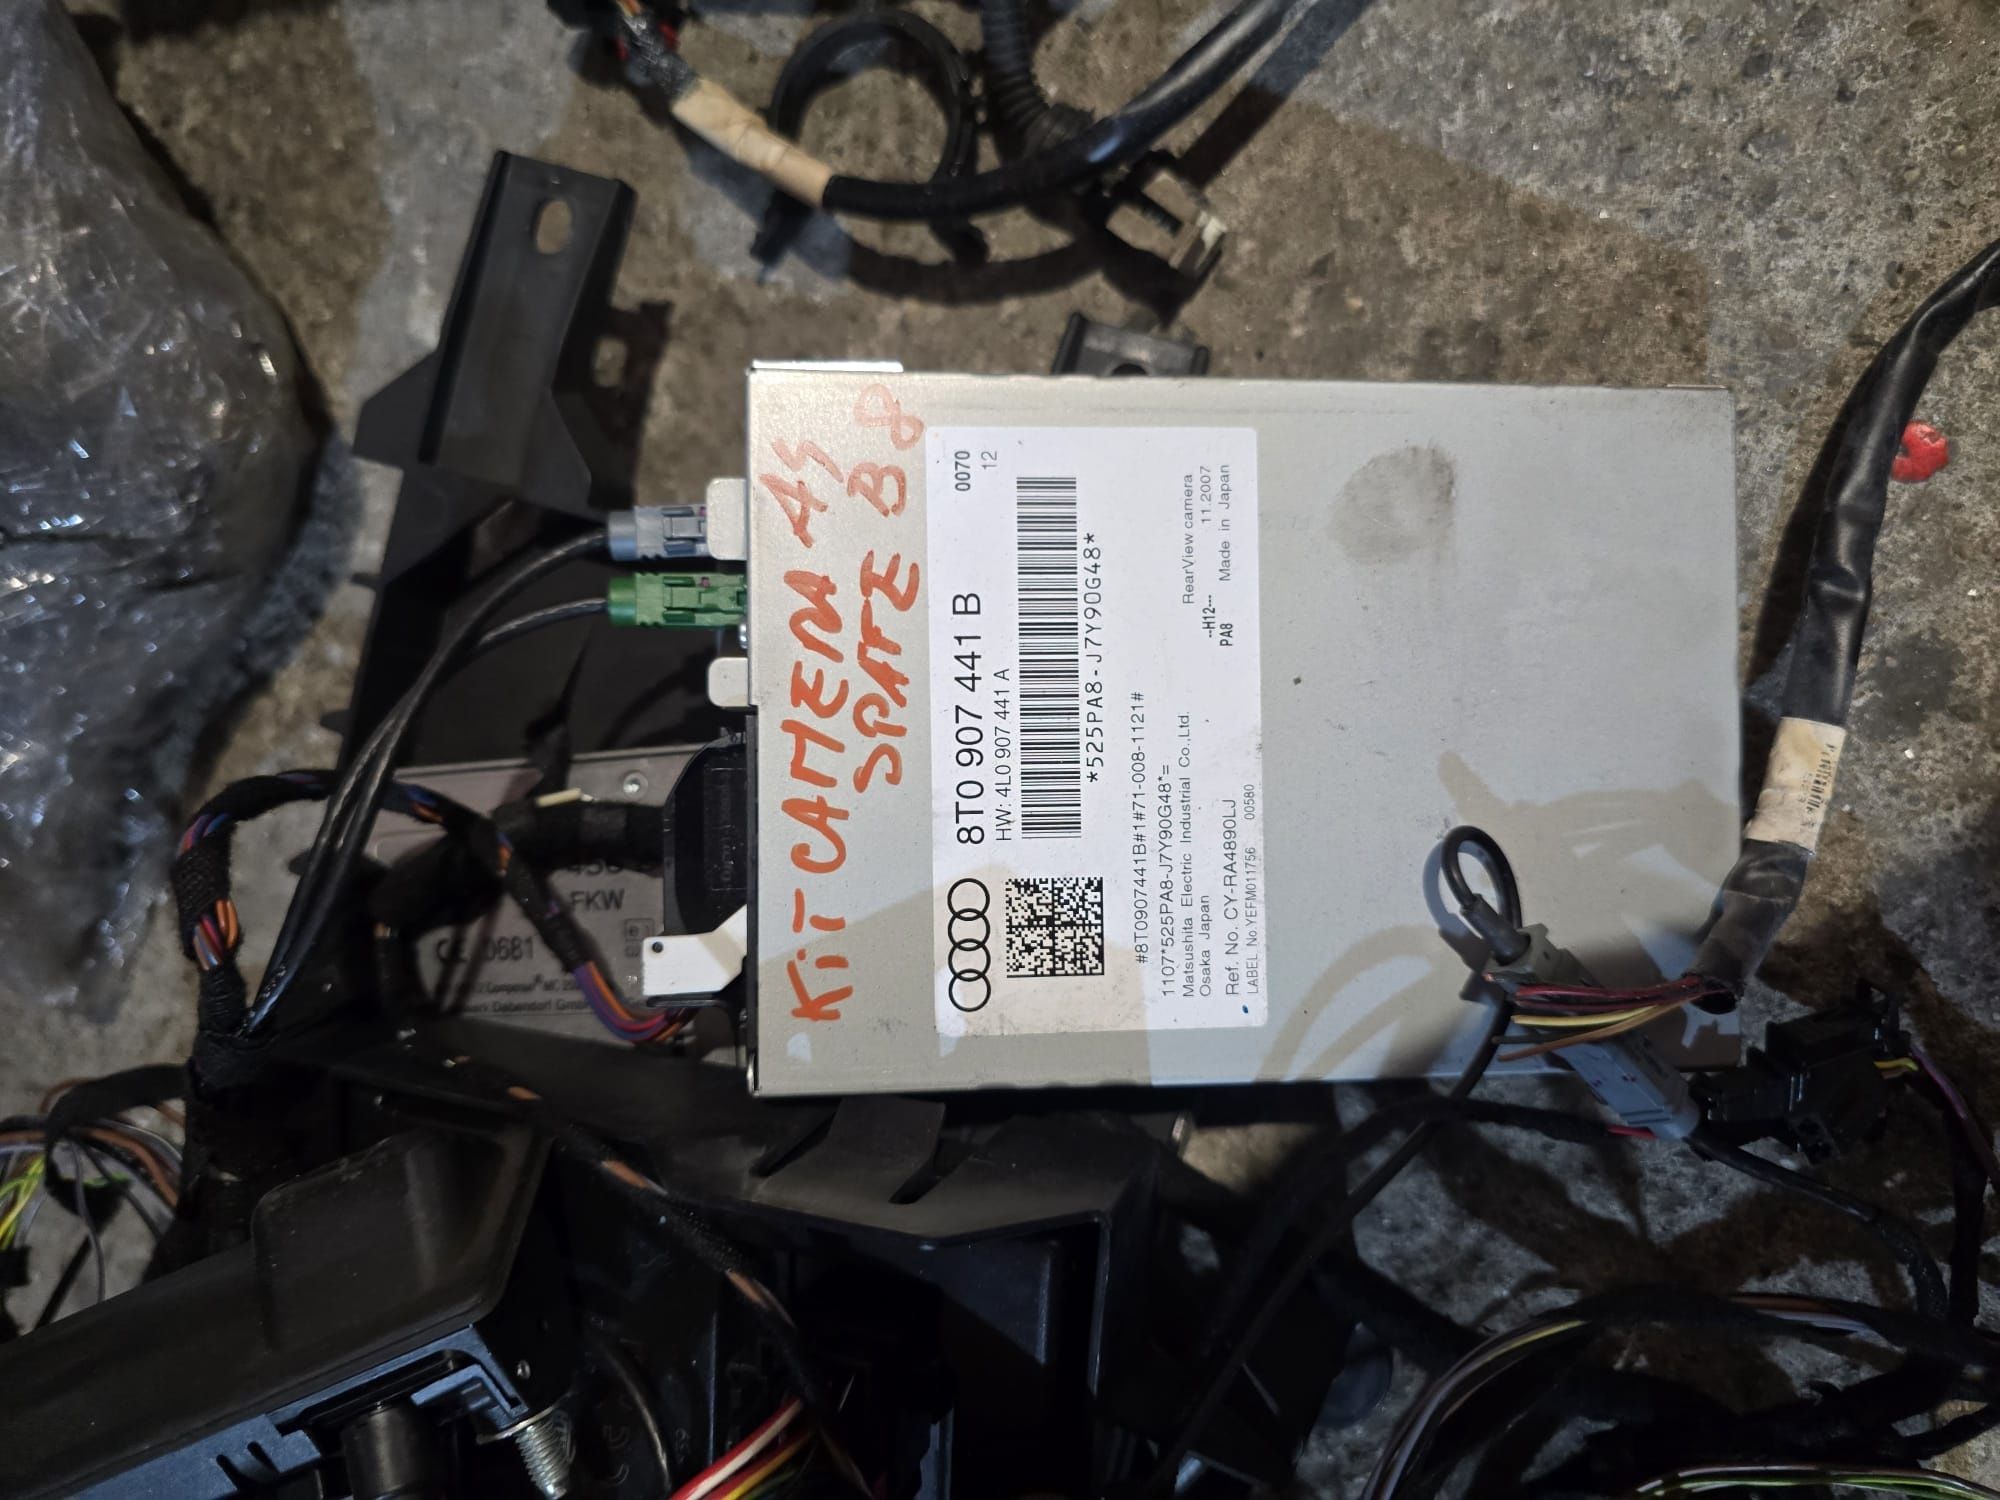 KIT CAMERA A5
SPATE B8
8T0 907 441 B
0070
HW: 4L0 907 441 A
12
*525PA8-J7Y90G48*
#8T0907441B#1#71-008-1121#
1107*525PA8-J7Y90G48*=
Matsushita Electric Industrial Co.,Ltd.
RearView camera
Osaka Japan
--H12---
11.2007
Ref. No. CY-RA4890LJ
PA8
Made in Japan
LABEL No.YEFM011756
00580
FKW
CE 0681